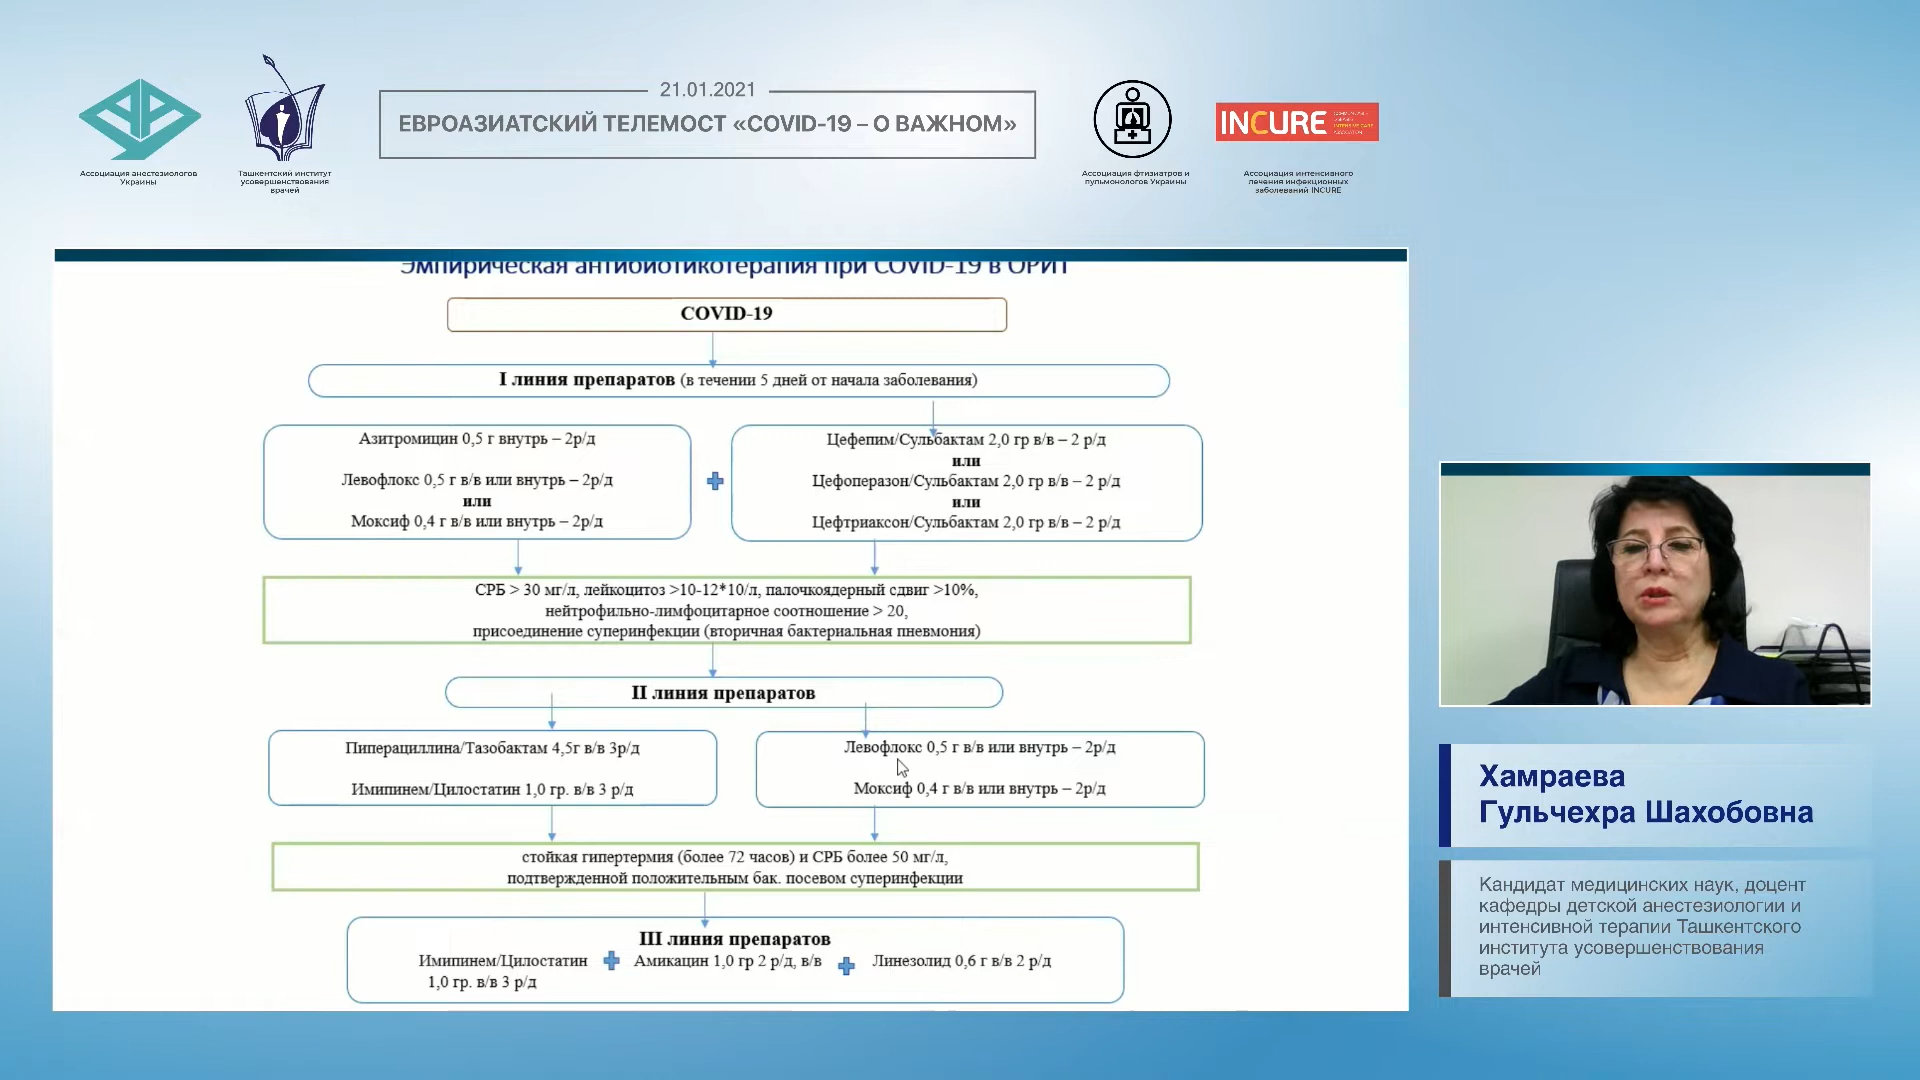 21.01.2021
ЕВРОАЗИАТСКИЙ ТЕЛЕМОСТ «COVID-19 – О ВАЖНОМ»
Ассоциация анестезиологов
Украины
Ташкентский институт
усовершенствования
врачей
Ассоциация фтизиатров и
пульмонологов Украины
INCURE
Ассоциация интенсивного
лечения инфекционных
заболеваний INCURE
Эмпирическая антибиотикотерапия при COVID-19 в ОРИТ
COVID-19
I линия препаратов (в течении 5 дней от начала заболевания)
Азитромицин 0,5 г внутрь – 2р/д
Левофлокс 0,5 г в/в или внутрь – 2р/д
или
Моксиф 0,4 г в/в или внутрь – 2р/д
Цефепим/Сульбактам 2,0 гр в/в – 2 р/д
или
Цефоперазон/Сульбактам 2,0 гр в/в – 2 р/д
или
Цефтриаксон/Сульбактам 2,0 гр в/в – 2 р/д
СРБ > 30 мг/л, лейкоцитоз >10-12*10/л, палочкоядерный сдвиг >10%,
нейтрофильно-лимфоцитарное соотношение > 20,
присоединение суперинфекции (вторичная бактериальная пневмония)
II линия препаратов
Пиперациллина/Тазобактам 4,5г в/в 3р/д
Имипинем/Цилостатин 1,0 гр. в/в 3 р/д
Левофлокс 0,5 г в/в или внутрь – 2р/д
Моксиф 0,4 г в/в или внутрь – 2р/д
стойкая гипертермия (более 72 часов) и СРБ более 50 мг/л,
подтвержденной положительным бак. посевом суперинфекции
III линия препаратов
Имипинем/Цилостатин
1,0 гр. в/в 3 р/д
Амикацин 1,0 гр 2 р/д, в/в
Линезолид 0,6 г в/в 2 р/д
Хамраева
Гульчехра Шахобовна
Кандидат медицинских наук, доцент
кафедры детской анестезиологии и
интенсивной терапии Ташкентского
института усовершенствования
врачей